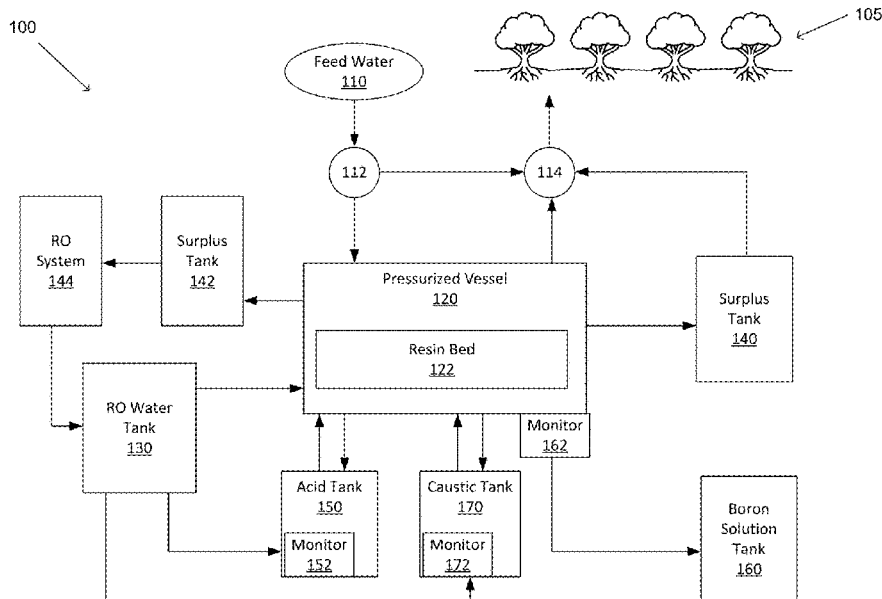 100
105
Feed Water
110
112
114
RO
System
144
Surplus
Tank
142
Pressurized Vessel
120
Resin Bed
122
Surplus
Tank
140
RO Water
Tank
130
Monitor
162
Acid Tank
150
Monitor
152
Caustic Tank
170
Monitor
172
Boron
Solution
Tank
160